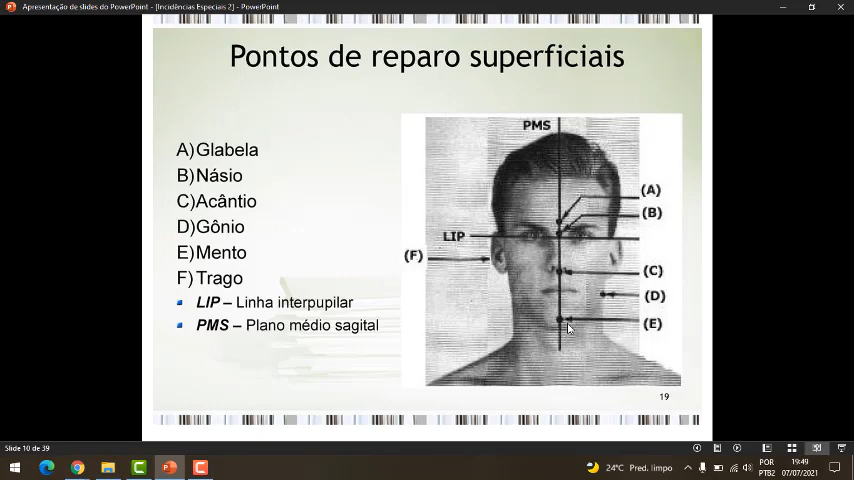 Apresentação de slides do PowerPoint - [Incidências Especiais 2] - PowerPoint
Pontos de reparo superficiais
A)Glabela
B)Násio
C)Acântio
D)Gônio
E)Mento
F)Trago
LIP – Linha interpupilar
PMS – Plano médio sagital
PMS
(A)
(B)
LIP
(F)
(C)
(D)
(E)
19
Slide 10 de 39
24°C Pred. limpo
POR
PTB2
19:49
07/07/2021